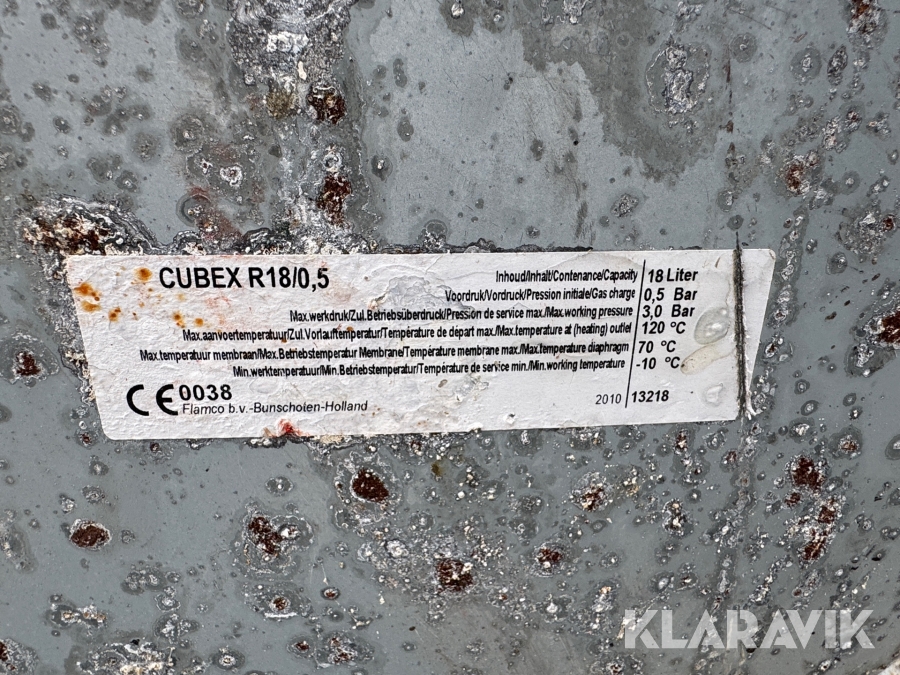 CUBEX R18/0,5
Inhoud/Inhalt/Contenance/Capacity 18 Liter
Voordruk/Vordruck/Pression initiale/Gas charge 0,5 Bar
Max.werkdruk/Zul.Betriebsüberdruck/Pression de service max./Max.working pressure 3,0 Bar
Max.aanvoertemperatuur/Zul.Vorlauftemperatur/Température de départ max./Max.temperature at (heating) outlet 120 °C
Max.temperatuur membraan/Max.Betriebstemperatur Membrane/Température membrane max./Max.temperature diaphragm 70 °C
Min.werktemperatuur/Min.Betriebstemperatur/Température de service min./Min.working temperature -10 °C
CE 0038
Flamco b.v.-Bunschoten-Holland
2010 13218
KLARAVIK